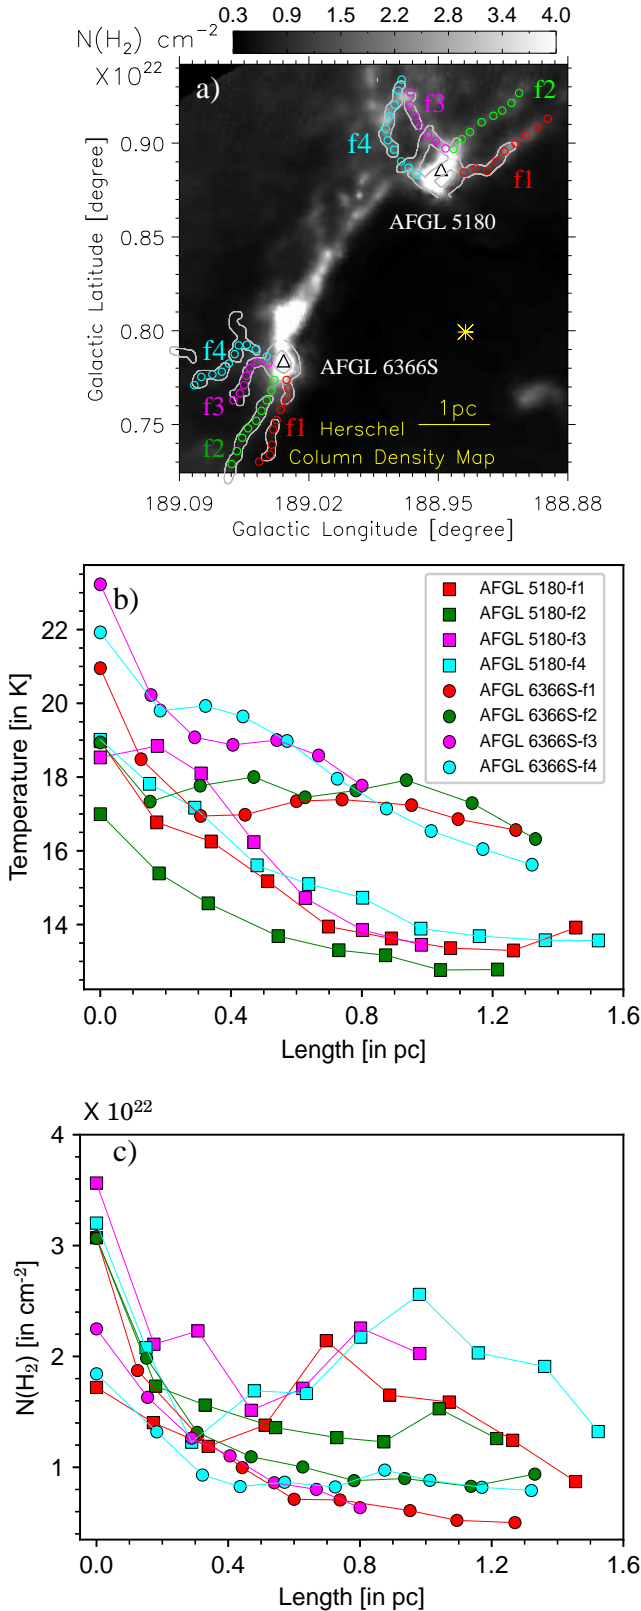 0.3 0.9 1.5 2.8 3.4 4.0
N(H2) cm−2
X10^22
a)
f3
f2
f4
f1
AFGL 5180
0.90
0.85
0.80
0.75
Galactic Latitude [degree]
f4
AFGL 6366S
f3
f1
f2
1pc
Herschel
Column Density Map
189.09 189.02 188.95 188.88
Galactic Longitude [degree]
b)
AFGL 5180-f1
AFGL 5180-f2
AFGL 5180-f3
AFGL 5180-f4
AFGL 6366S-f1
AFGL 6366S-f2
AFGL 6366S-f3
AFGL 6366S-f4
22
20
18
16
14
Temperature [in K]
0.0 0.4 0.8 1.2 1.6
Length [in pc]
X 10²²
c)
4
3
2
1
N(H₂) [in cm⁻²]
0.0 0.4 0.8 1.2 1.6
Length [in pc]